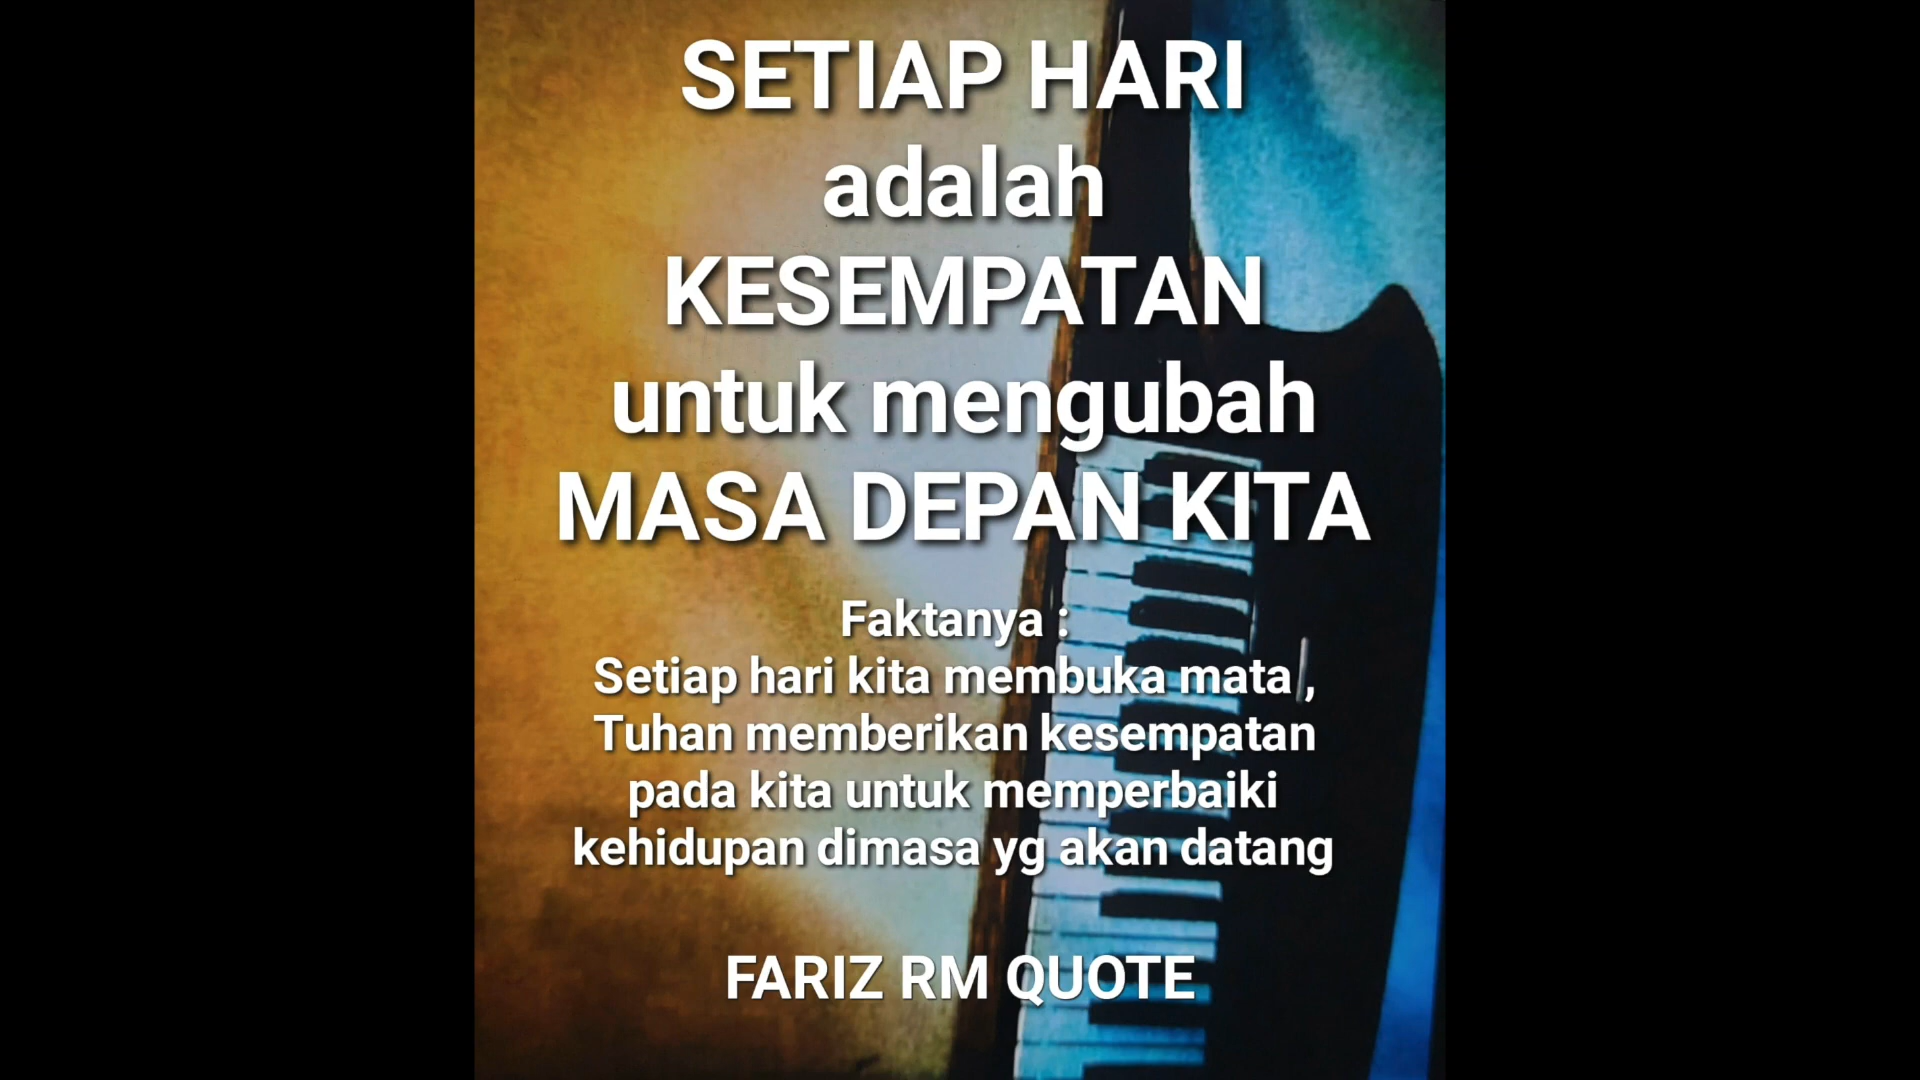 SETIAP HARI
adalah
KESEMPATAN
untuk mengubah
MASA DEPAN KITA
Faktanya :
Setiap hari kita membuka mata ,
Tuhan memberikan kesempatan
pada kita untuk memperbaiki
kehidupan dimasa yg akan datang
FARIZ RM QUOTE